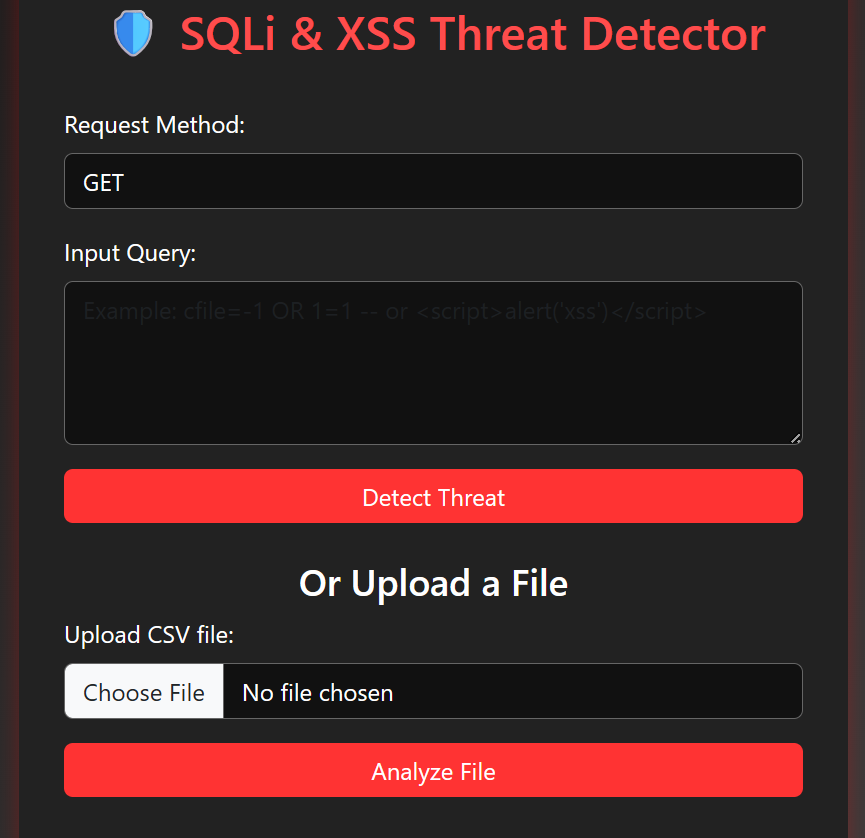 SQLi & XSS Threat Detector
Request Method:
GET
Input Query:
Example: cfile=-1 OR 1=1 -- or <script>alert('xss')</script>
Detect Threat
Or Upload a File
Upload CSV file:
Choose File No file chosen
Analyze File